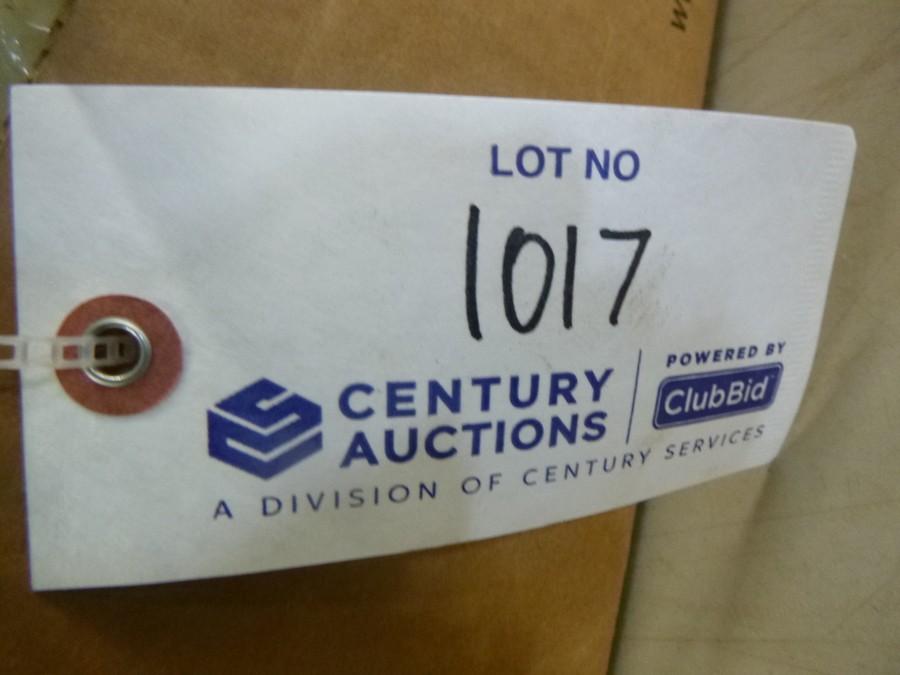 LOT NO
1017
CENTURY
AUCTIONS
POWERED BY
ClubBid
A DIVISION OF CENTURY SERVICES